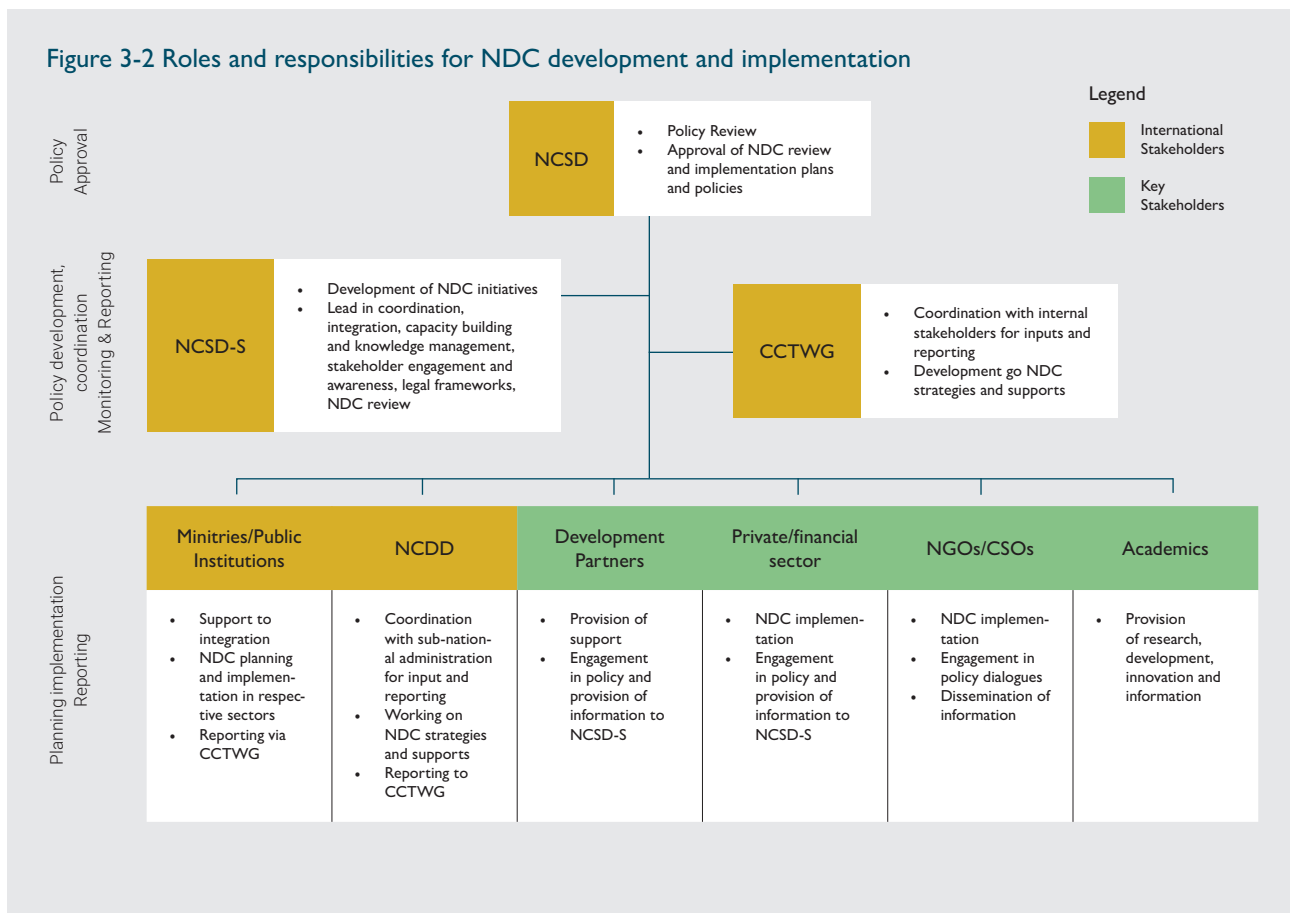 Figure 3-2 Roles and responsibilities for NDC development and implementation
Legend
International
Stakeholders
Key
Stakeholders
Policy
Approval
NCSD
• Policy Review
• Approval of NDC review
and implementation plans
and policies
Policy development,
coordination
Monitoring & Reporting
NCSD-S
• Development of NDC initiatives
• Lead in coordination,
integration, capacity building
and knowledge management,
stakeholder engagement and
awareness, legal frameworks,
NDC review
CCTWG
• Coordination with internal
stakeholders for inputs and
reporting
• Development go NDC
strategies and supports
Planning implementation
Reporting
Minitries/Public
Institutions
• Support to
integration
• NDC planning
and implemen-
tation in respec-
tive sectors
• Reporting via
CCTWG
NCDD
• Coordination
with sub-nation-
al administration
for input and
reporting
• Working on
NDC strategies
and supports
• Reporting to
CCTWG
Development
Partners
• Provision of
support
• Engagement
in policy and
provision of
information to
NCSD-S
Private/financial
sector
• NDC implemen-
tation
• Engagement
in policy and
provision of
information to
NCSD-S
NGOs/CSOs
• NDC implemen-
tation
• Engagement in
policy dialogues
• Dissemination of
information
Academics
• Provision
of research,
development,
innovation and
information